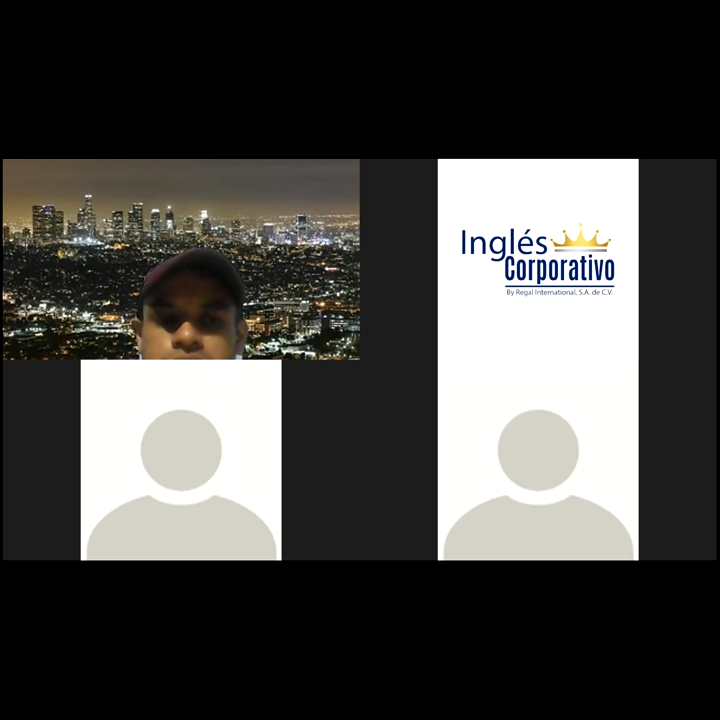 Inglés
Corporativo
By Regal International, S.A. de C.V.